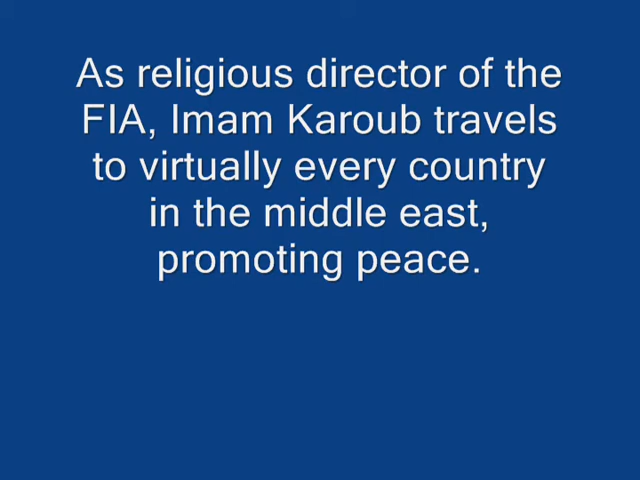 As religious director of the
FIA, Imam Karoub travels
to virtually every country
in the middle east,
promoting peace.